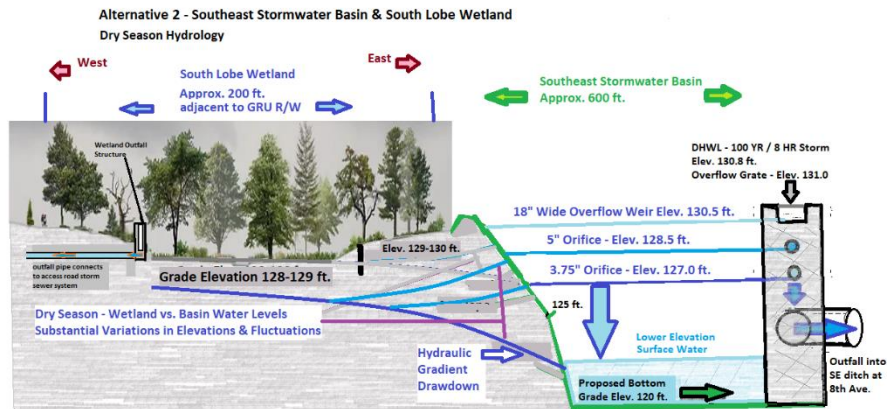 Alternative 2 - Southeast Stormwater Basin & South Lobe Wetland
Dry Season Hydrology
West
East
South Lobe Wetland
Approx. 200 ft.
adjacent to GRU R/W
Southeast Stormwater Basin
Approx. 600 ft.
Wetland Outfall
Structure
DHWL - 100 YR / 8 HR Storm
Elev. 130.8 ft.
Overflow Grate - Elev. 131.0
18" Wide Overflow Weir Elev. 130.5 ft.
Elev. 129-130 ft.
5" Orifice - Elev. 128.5 ft.
outfall pipe connects
to access road storm
sewer system
Grade Elevation 128-129 ft.
3.75" Orifice - Elev. 127.0 ft.
125 ft.
Dry Season - Wetland vs. Basin Water Levels
Substantial Variations in Elevations & Fluctuations
Hydraulic
Gradient
Drawdown
Lower Elevation
Surface Water
Proposed Bottom
Grade Elev. 120 ft.
Outfall into
SE ditch at
8th Ave.